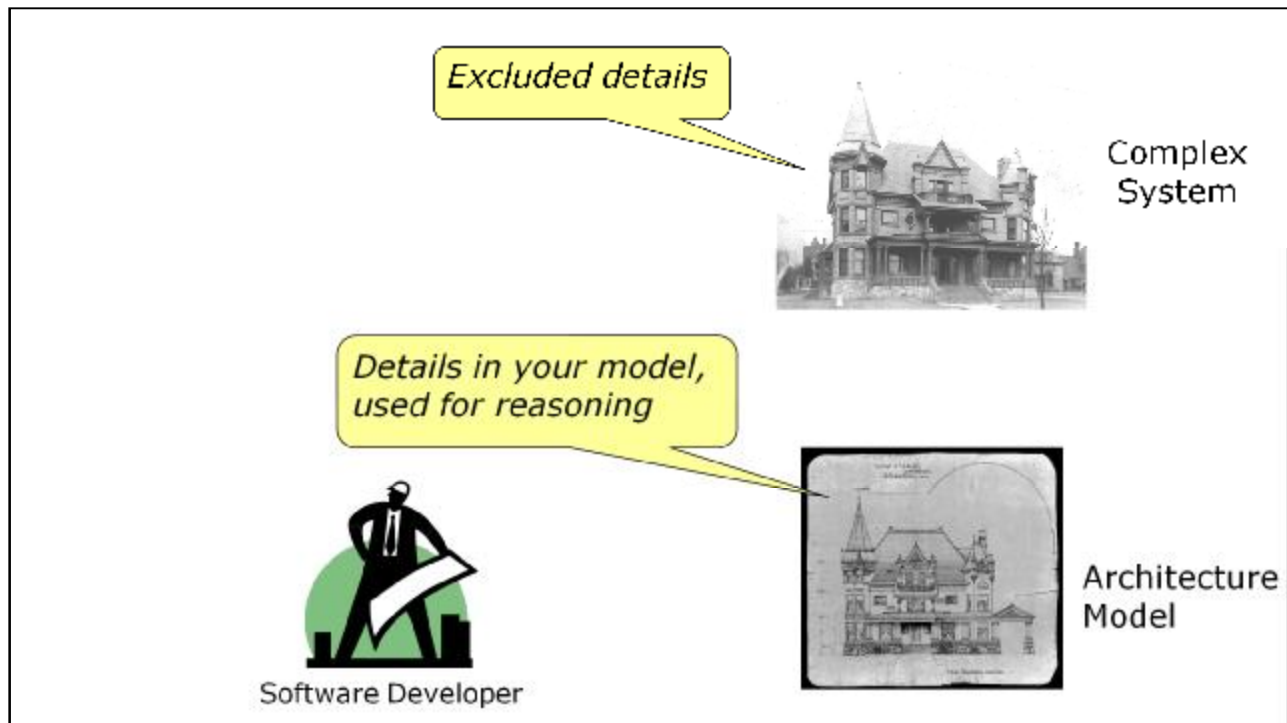 Excluded details
Complex
System
Details in your model,
used for reasoning
Architecture
Model
Software Developer